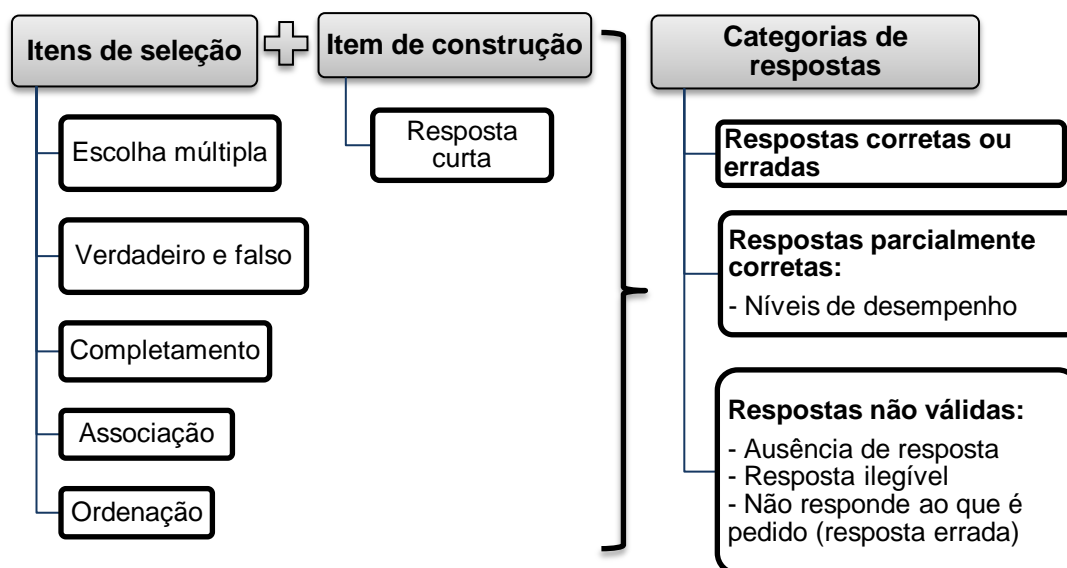 Itens de seleção
Escolha múltipla
Verdadeiro e falso
Completamento
Associação
Ordenação
Item de construção
Resposta
curta
Categorias de
respostas
Respostas corretas ou
erradas
Respostas parcialmente
corretas:
- Níveis de desempenho
Respostas não válidas:
- Ausência de resposta
- Resposta ilegível
- Não responde ao que é
pedido (resposta errada)